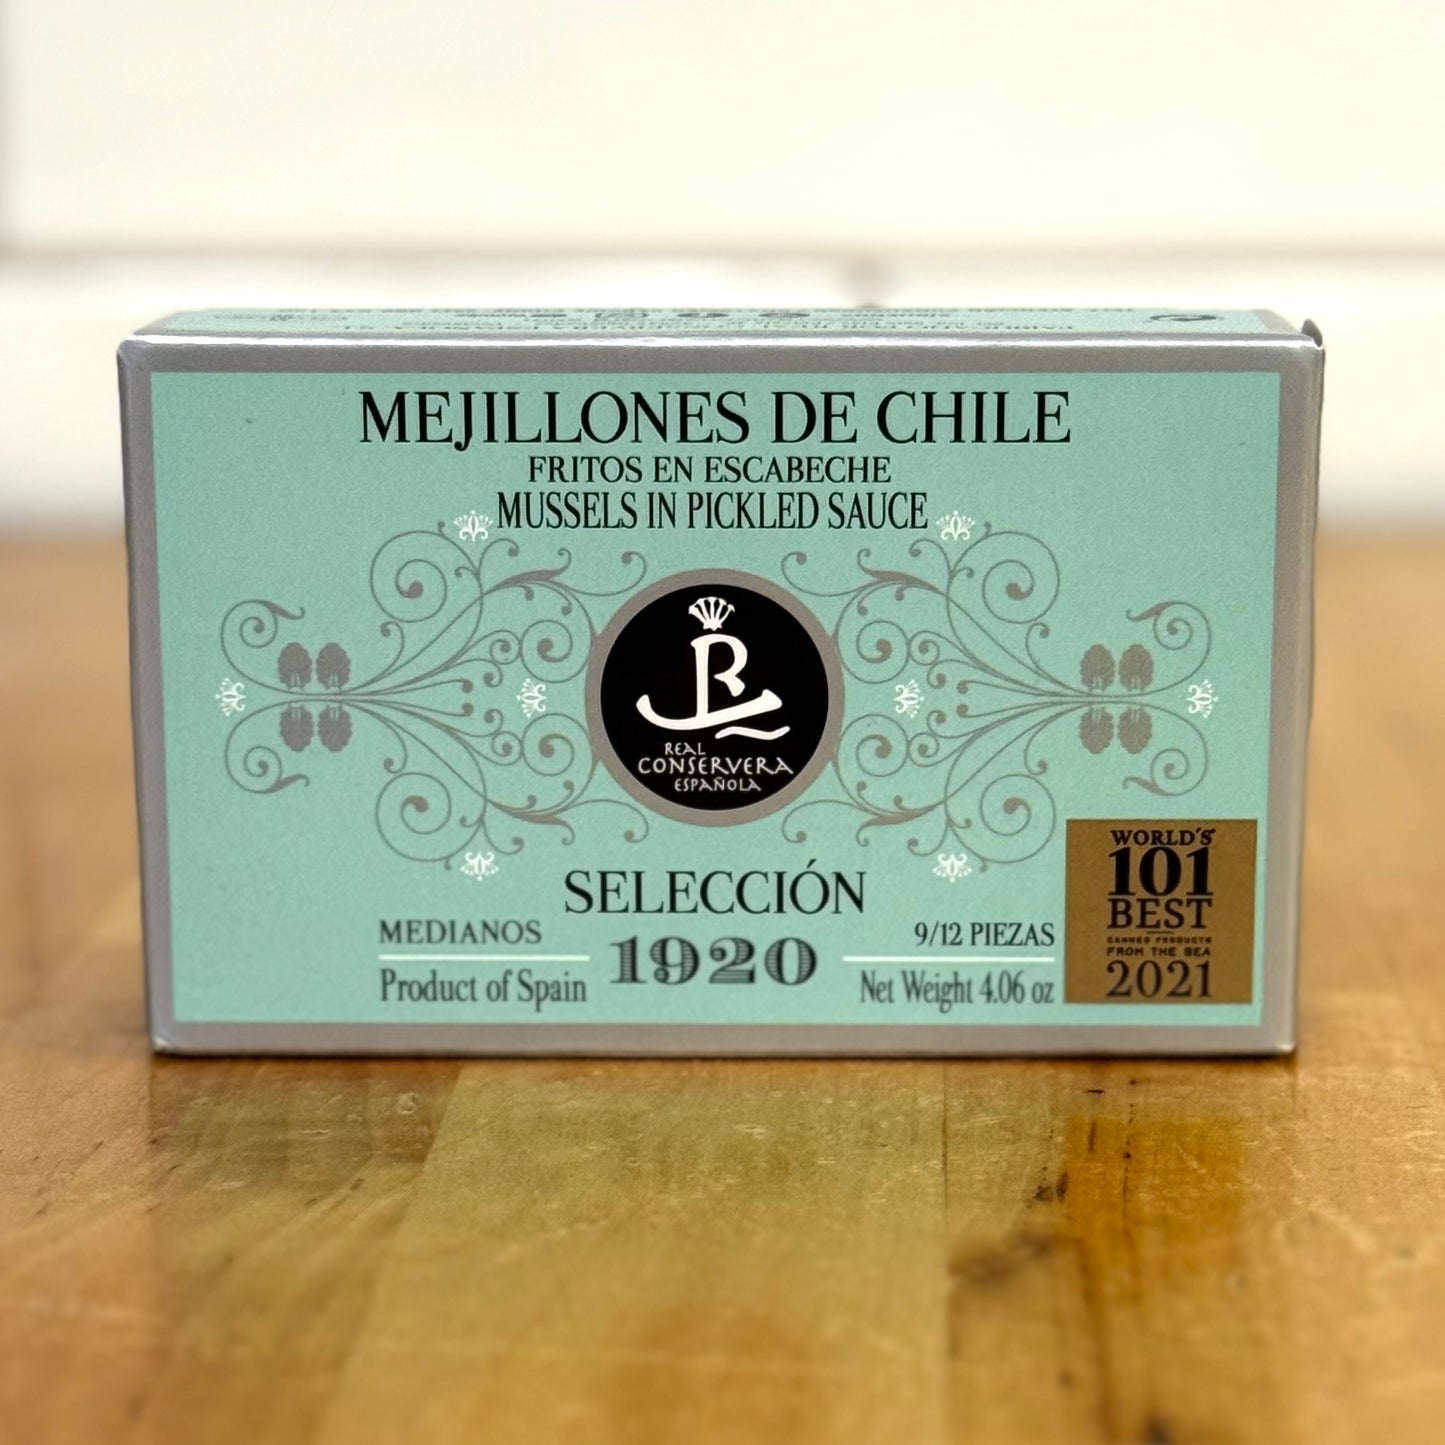 MEJILLONES DE CHILE
FRITOS EN ESCABECHE
MUSSELS IN PICKLED SAUCE
REAL
CONSERVERA
ESPAÑOLA
SELECCIÓN
1920
MEDIANOS
Product of Spain
9/12 PIEZAS
Net Weight 4.06 oz
WORLD'S
101
BEST
CANNED PRODUCTS
FROM THE SEA
2021